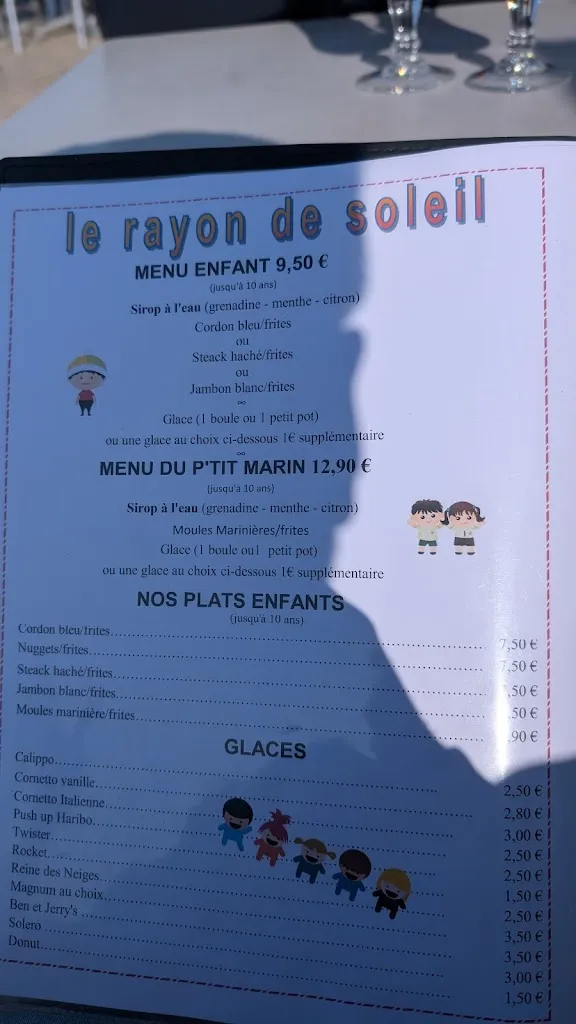 le rayon de soleil
MENU ENFANT 9,50 €
(jusqu'à 10 ans)
Sirop à l'eau (grenadine - menthe - citron)
Cordon bleu/frites
ou
Steack haché/frites
ou
Jambon blanc/frites
∞
Glace (1 boule ou 1 petit pot)
ou une glace au choix ci-dessous 1€ supplémentaire
∞
MENU DU P'TIT MARIN 12,90 €
(jusqu'à 10 ans)
Sirop à l'eau (grenadine - menthe - citron)
Moules Marinières/frites
Glace (1 boule ou1 petit pot)
ou une glace au choix ci-dessous 1€ supplémentaire
NOS PLATS ENFANTS
(jusqu'à 10 ans)
Cordon bleu/frites 7,50 €
Nuggets/frites 7,50 €
Steack haché/frites ,50 €
Jambon blanc/frites ,50 €
Moules marinière/frites ,90 €
GLACES
Calippo 2,50 €
Cornetto vanille 2,80 €
Cornetto Italienne 3,00 €
Push up Haribo 2,50 €
Twister 2,50 €
Rocket 1,50 €
Reine des Neiges 2,50 €
Magnum au choix 3,50 €
Ben et Jerry's 3,50 €
Solero 3,00 €
Donut 1,50 €